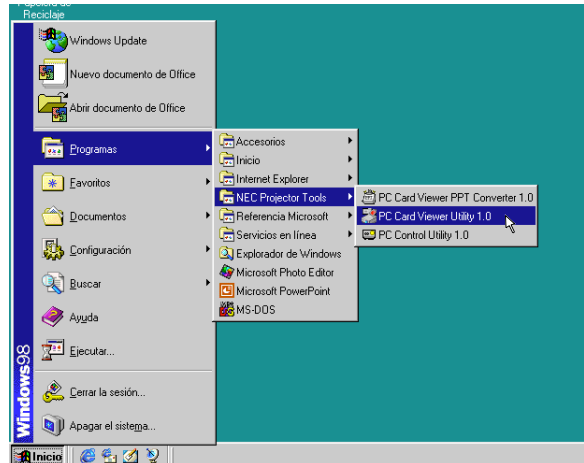 Papelera de
Reciclaje
Windows Update
Nuevo documento de Office
Abrir documento de Office
Programas
Favoritos
Documentos
Configuración
Buscar
Ayuda
Ejecutar...
Cerrar la sesión...
Apagar el sistema...
Windows98
Inicio
Accesorios
Inicio
Internet Explorer
NEC Projector Tools
Referencia Microsoft
Servicios en línea
Explorador de Windows
Microsoft Photo Editor
Microsoft PowerPoint
MS-DOS
PC Card Viewer PPT Converter 1.0
PC Card Viewer Utility 1.0
PC Control Utility 1.0